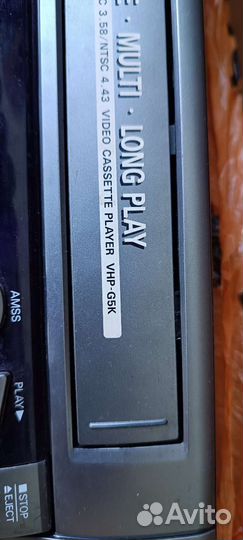 E · MULTI · LONG PLAY
C 3.58/NTSC 4.43 VIDEO CASSETTE PLAYER VHP-G5K
AMSS
PLAY▶
■STOP
▲EJECT
Avito